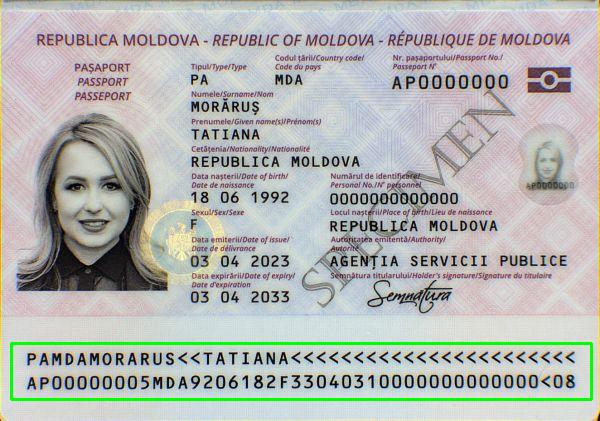 REPUBLICA MOLDOVA - REPUBLIC OF MOLDOVA - RÉPUBLIQUE DE MOLDOVA
PAȘAPORT
PASSPORT
PASSEPORT
Tipul/Type/Type
PA
Codul țării/Country code/
Code du pays
MDA
Nr. pașaportului/Passport No./
Passeport N°
AP0000000
Numele/Surname/Nom
MORĂRUȘ
Prenumele/Given name(s)/Prénom(s)
TATIANA
Cetățenia/Nationality/Nationalité
REPUBLICA MOLDOVA
Data nașterii/Date of birth/
Date de naissance
18 06 1992
Numărul de identificare/
Personal No./N° personnel
0000000000000
Sexul/Sex/Sexe
F
Locul nașterii/Place of birth/Lieu de naissance
REPUBLICA MOLDOVA
Data emiterii/Date of issue/
Date de délivrance
03 04 2023
Autoritatea emitentă/Authority/
Autorité
AGENȚIA SERVICII PUBLICE
Data expirării/Date of expiry/
Date d'expiration
03 04 2033
Semnătura titularului/Holder's signature/Signature du titulaire
Semnătura
SPECIMEN
AP0000000
PAMDAMORARUS<<TATIANA<<<<<<<<<<<<<<<<<<<<<<<
AP00000005MDA9206182F33040310000000000000<08